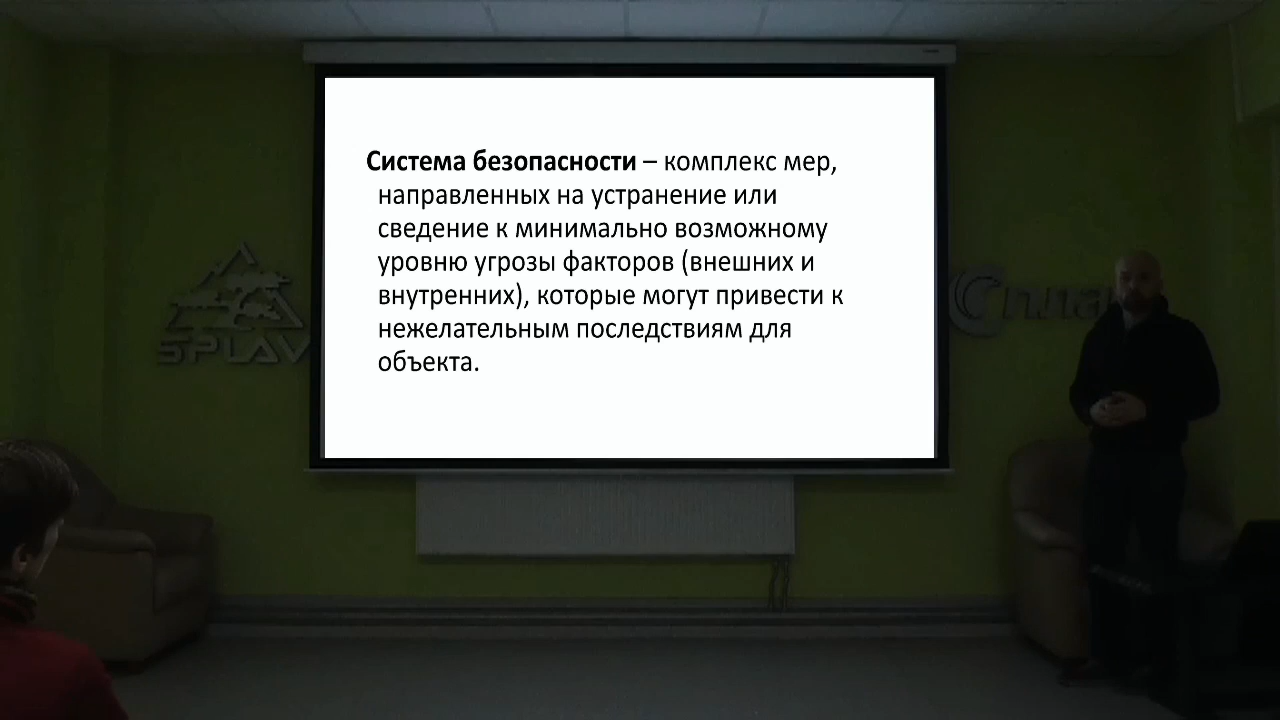 Система безопасности – комплекс мер,
направленных на устранение или
сведение к минимально возможному
уровню угрозы факторов (внешних и
внутренних), которые могут привести к
нежелательным последствиям для
объекта.
SPLAV
Спла